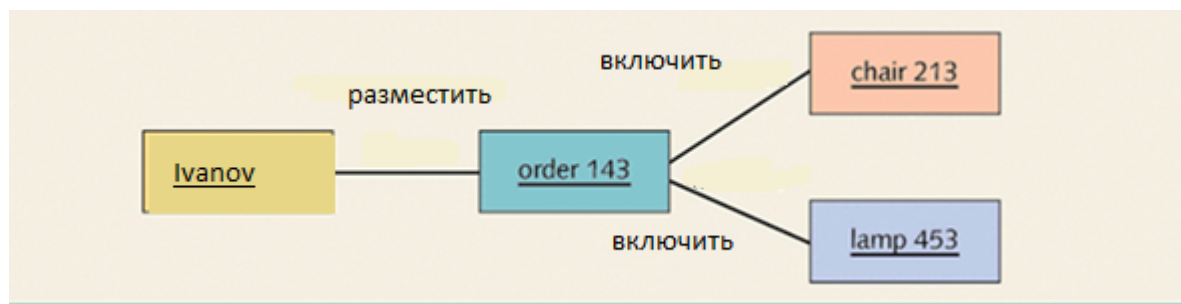 включить
chair 213
разместить
Ivanov
order 143
включить
lamp 453